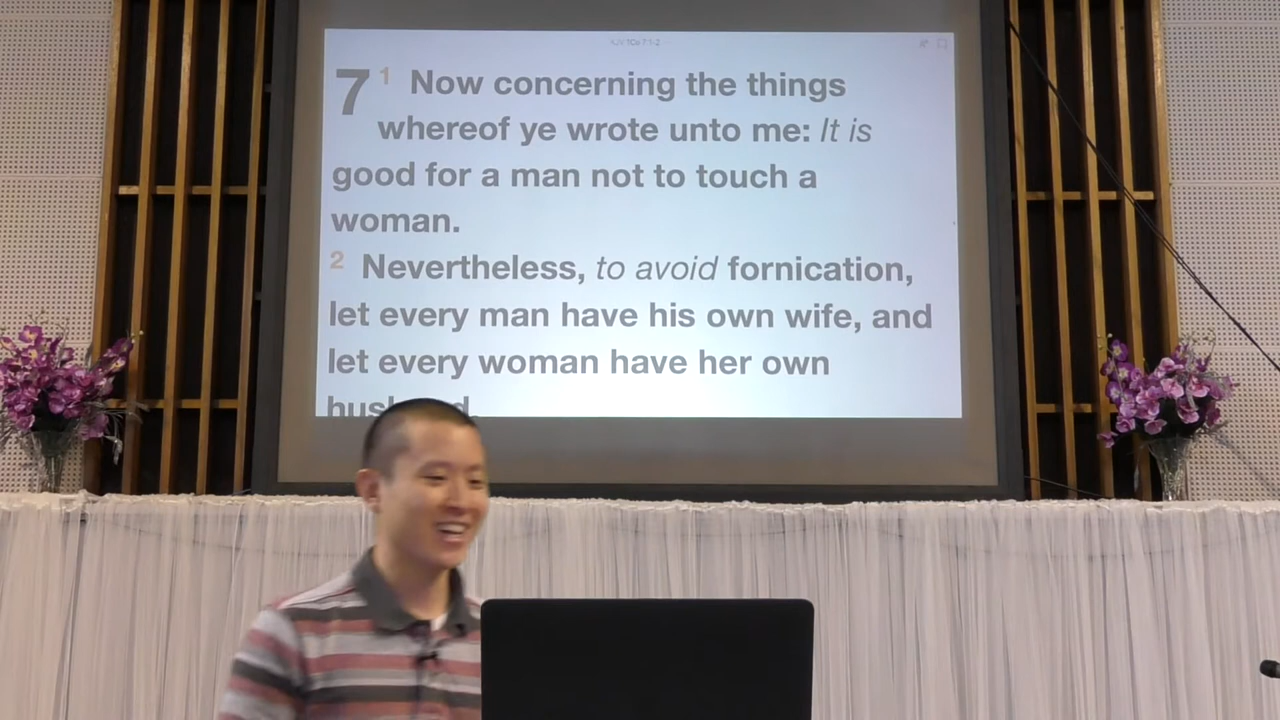 7 1 Now concerning the things
whereof ye wrote unto me: It is
good for a man not to touch a
woman.
2 Nevertheless, to avoid fornication,
let every man have his own wife, and
let every woman have her own